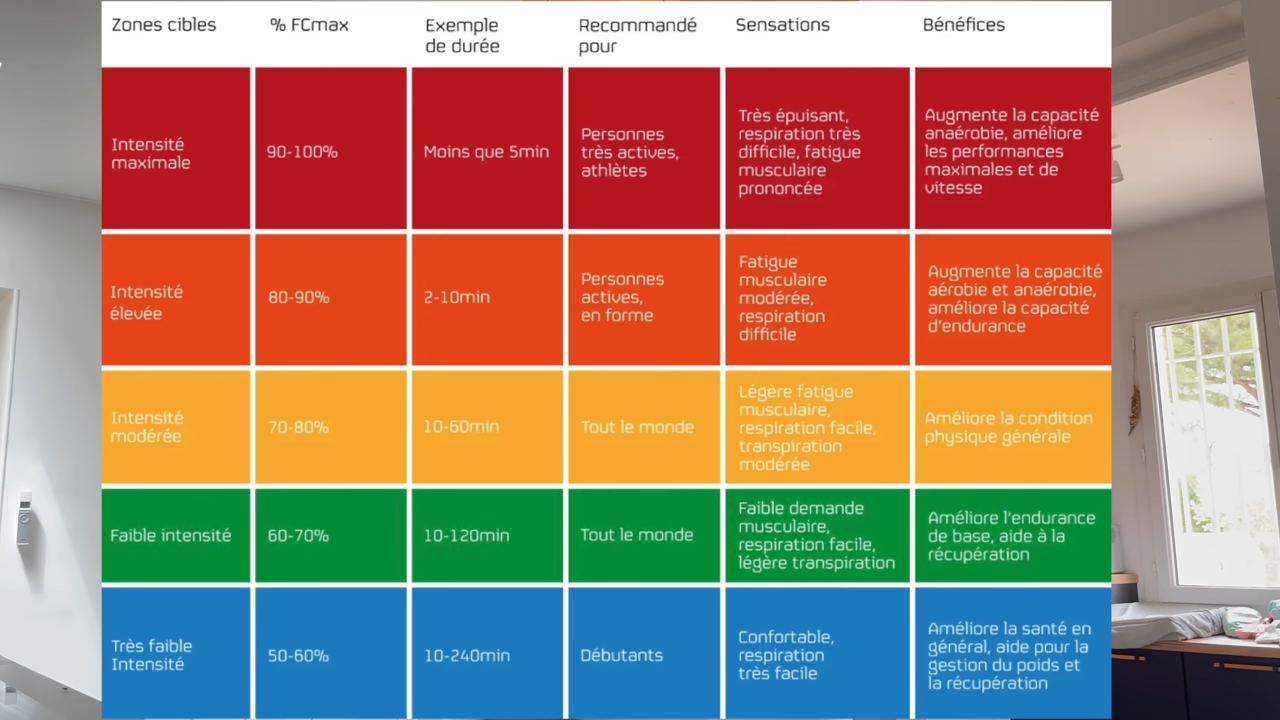 Zones cibles
% FCmax
Exemple
de durée
Recommandé
pour
Sensations
Bénéfices
Intensité
maximale
90-100%
Moins que 5min
Personnes
très actives,
athlètes
Très épuisant,
respiration très
difficile, fatigue
musculaire
prononcée
Augmente la capacité
anaérobie, améliore
les performances
maximales et de
vitesse
Intensité
élevée
80-90%
2-10min
Personnes
actives,
en forme
Fatigue
musculaire
modérée,
respiration
difficile
Augmente la capacité
aérobie et anaérobie,
améliore la capacité
d'endurance
Intensité
modérée
70-80%
10-60min
Tout le monde
Légère fatigue
musculaire,
respiration facile,
transpiration
modérée
Améliore la condition
physique générale
Faible intensité
60-70%
10-120min
Tout le monde
Faible demande
musculaire,
respiration facile,
légère transpiration
Améliore l'endurance
de base, aide à la
récupération
Très faible
Intensité
50-60%
10-240min
Débutants
Confortable,
respiration
très facile
Améliore la santé en
général, aide pour la
gestion du poids et
la récupération